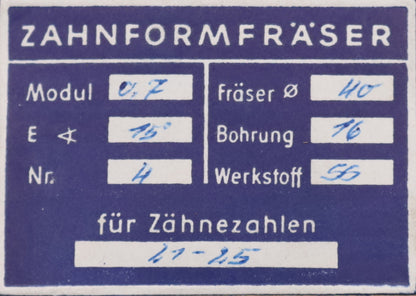 ZAHNFORMFRÄSER
Modul 0,7
E ∢ 15°
Nr. 4
Fräser Ø 40
Bohrung 16
Werkstoff SS
für Zähnezahlen
21-25